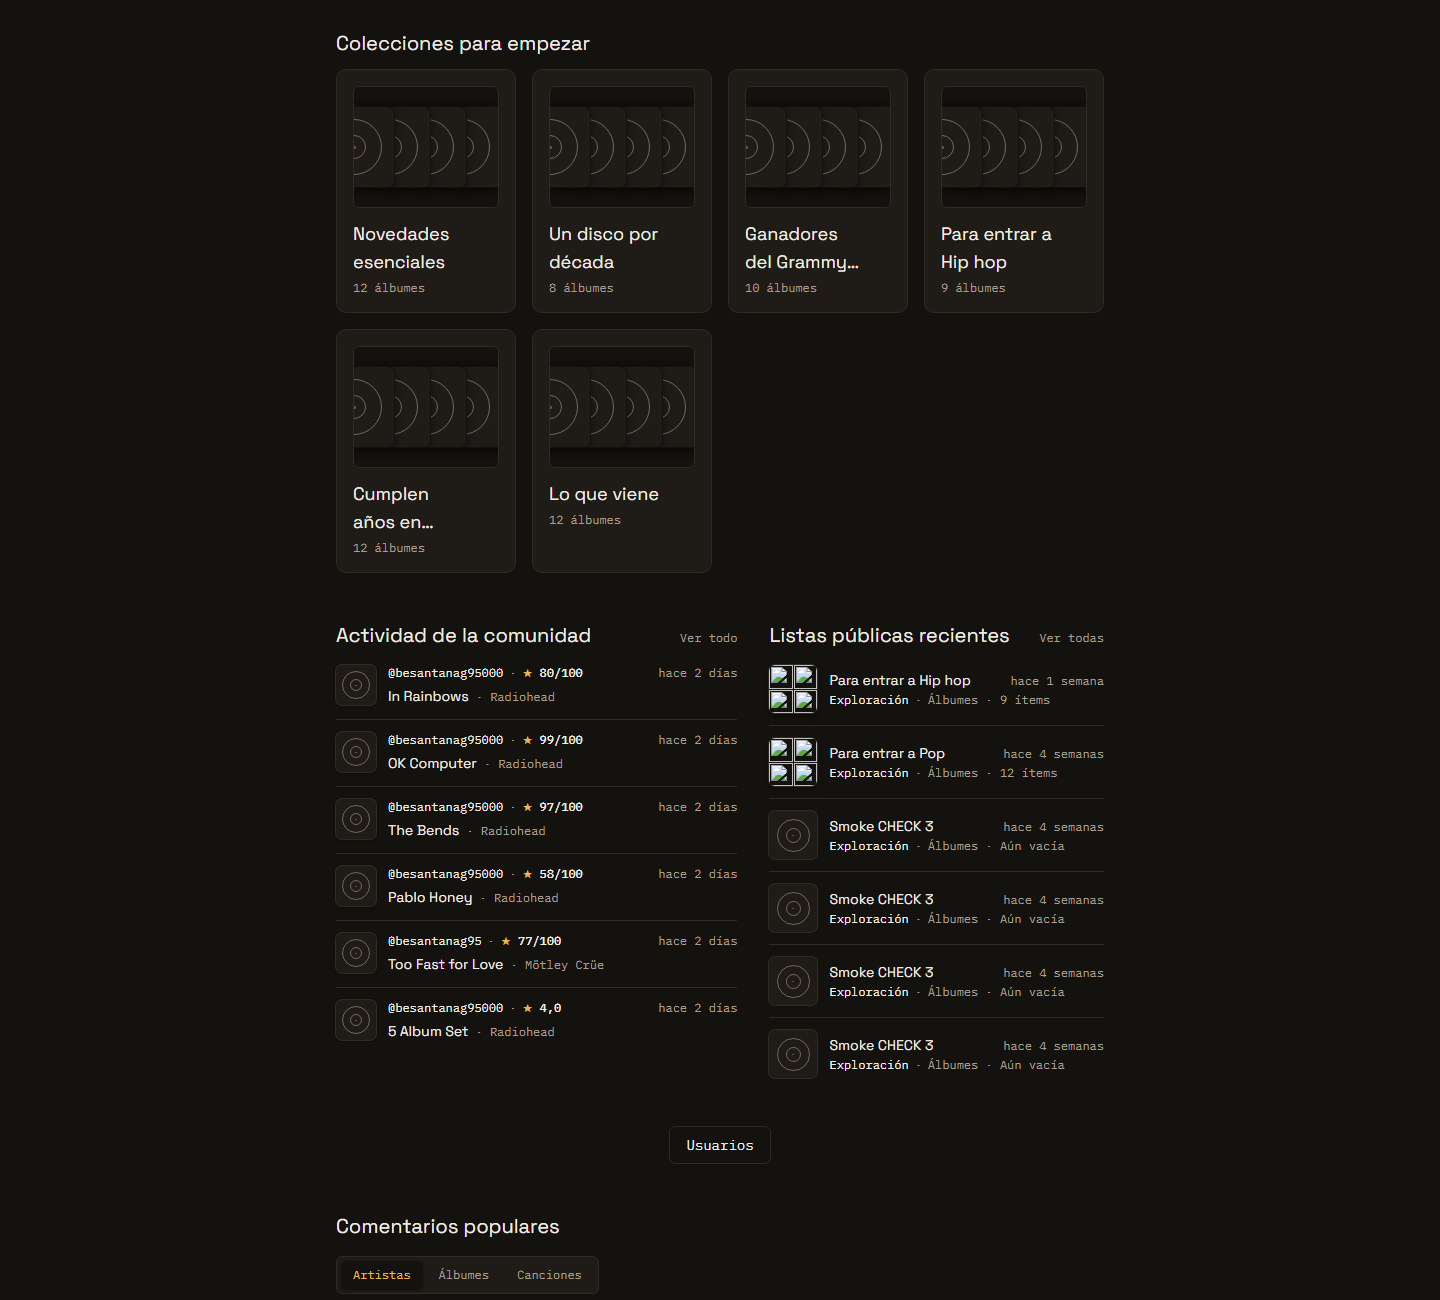 Colecciones para empezar
Novedades
esenciales
12 álbumes
Un disco por
década
8 álbumes
Ganadores
del Grammy…
10 álbumes
Para entrar a
Hip hop
9 álbumes
Cumplen
años en…
12 álbumes
Lo que viene
12 álbumes
Actividad de la comunidad
Ver todo
@besantanag95000 · ★ 80/100
hace 2 días
In Rainbows · Radiohead
@besantanag95000 · ★ 99/100
hace 2 días
OK Computer · Radiohead
@besantanag95000 · ★ 97/100
hace 2 días
The Bends · Radiohead
@besantanag95000 · ★ 58/100
hace 2 días
Pablo Honey · Radiohead
@besantanag95 · ★ 77/100
hace 2 días
Too Fast for Love · Mötley Crüe
@besantanag95000 · ★ 4,0
hace 2 días
5 Album Set · Radiohead
Listas públicas recientes
Ver todas
Para entrar a Hip hop
hace 1 semana
Exploración · Álbumes · 9 ítems
Para entrar a Pop
hace 4 semanas
Exploración · Álbumes · 12 ítems
Smoke CHECK 3
hace 4 semanas
Exploración · Álbumes · Aún vacía
Smoke CHECK 3
hace 4 semanas
Exploración · Álbumes · Aún vacía
Smoke CHECK 3
hace 4 semanas
Exploración · Álbumes · Aún vacía
Smoke CHECK 3
hace 4 semanas
Exploración · Álbumes · Aún vacía
Usuarios
Comentarios populares
Artistas
Álbumes
Canciones